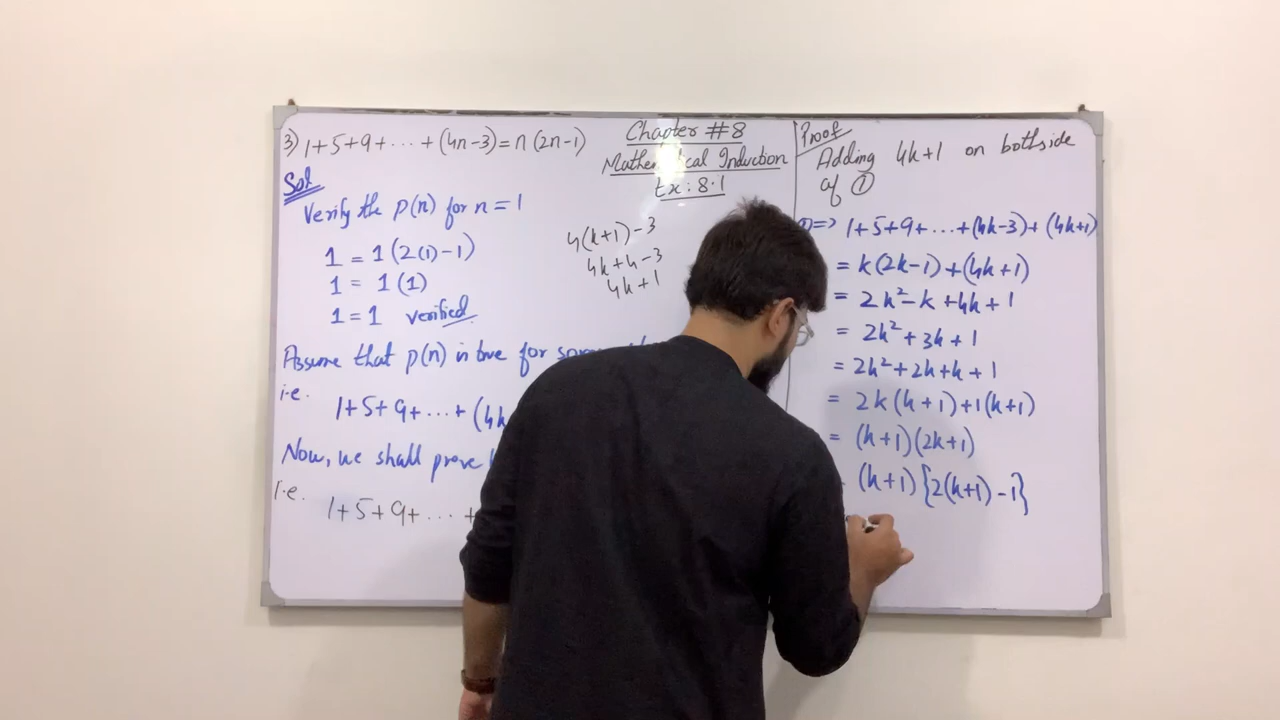 3) 1+5+9+···+(4n-3)=n(2n-1)
Sol
Verify the p(n) for n=1
1 = 1(2(1)-1)
1 = 1(1)
1=1 verified
Assume that p(n) is true for
i.e.
1+5+9+···+(4k
Now, we shall prove
i.e.
1+5+9+···+
Chapter #8
Mathematical Induction
Ex: 8.1
4(k+1)-3
4k+4-3
4k+1
Proof
Adding 4k+1 on bothside
of ①
①=> 1+5+9+···+(4k-3)+(4k+1)
= k(2k-1)+(4k+1)
= 2k²-k+4k+1
= 2k²+3k+1
= 2k²+2k+k+1
= 2k(k+1)+1(k+1)
= (k+1)(2k+1)
(k+1){2(k+1)-1}